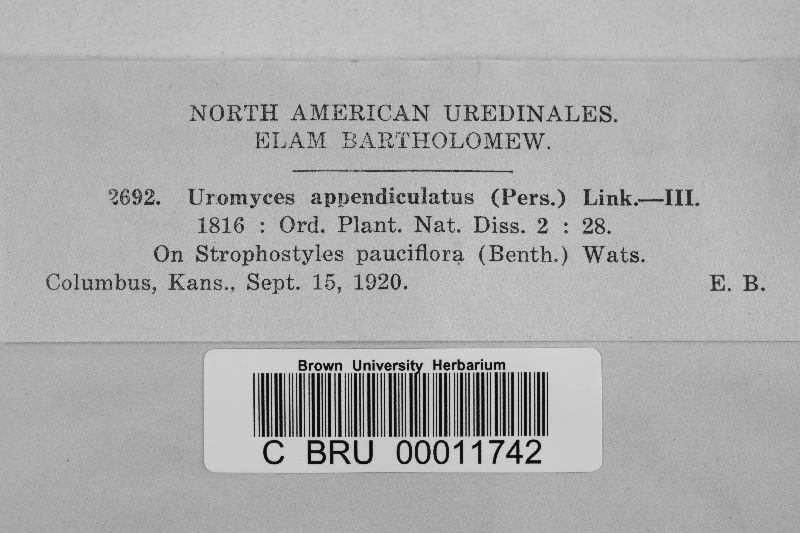 NORTH AMERICAN UREDINALES.
ELAM BARTHOLOMEW.
2692. Uromyces appendiculatus (Pers.) Link.—III.
1816 : Ord. Plant. Nat. Diss. 2 : 28.
On Strophostyles pauciflora (Benth.) Wats.
Columbus, Kans., Sept. 15, 1920. E. B.
Brown University Herbarium
C BRU 00011742